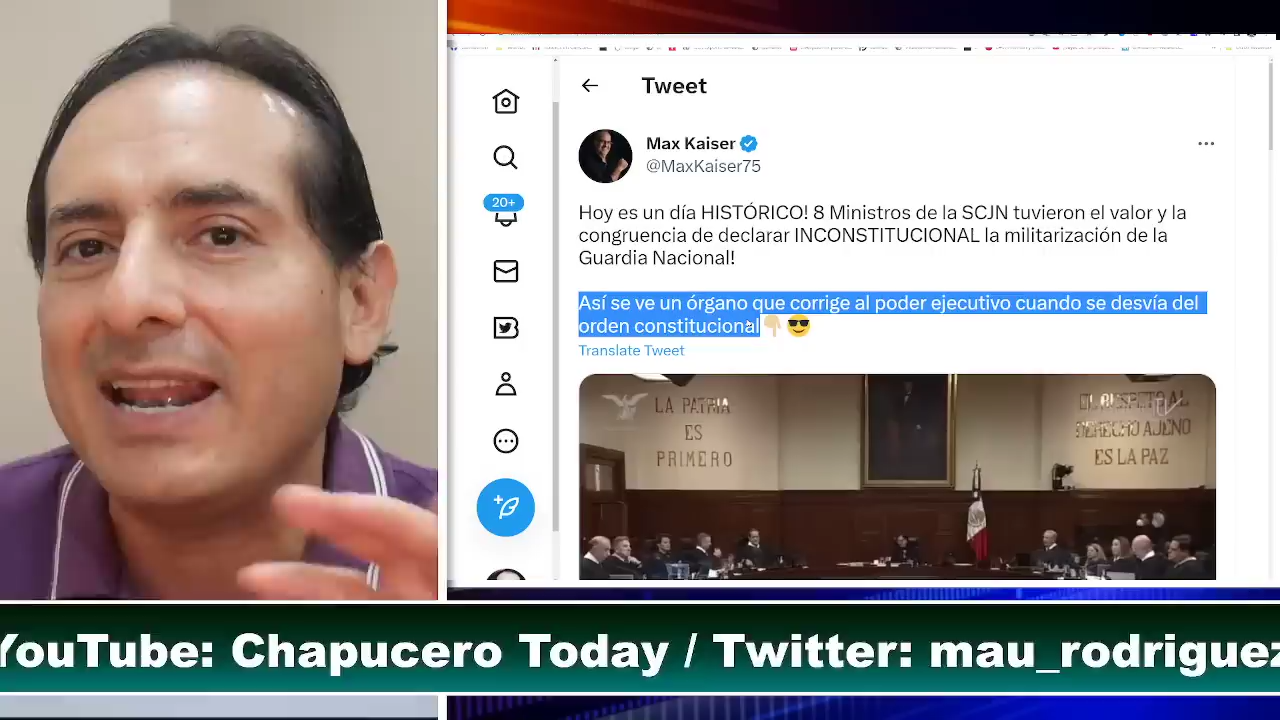 Tweet
Max Kaiser
@MaxKaiser75
20+
Hoy es un día HISTÓRICO! 8 Ministros de la SCJN tuvieron el valor y la
congruencia de declarar INCONSTITUCIONAL la militarización de la
Guardia Nacional!
Así se ve un órgano que corrige al poder ejecutivo cuando se desvía del
orden constitucional👇🏼😎
Translate Tweet
LA PATRIA
ES
PRIMERO
EL RESPETO AL
DERECHO AJENO
ES LA PAZ
YouTube: Chapucero Today / Twitter: mau_rodriguez